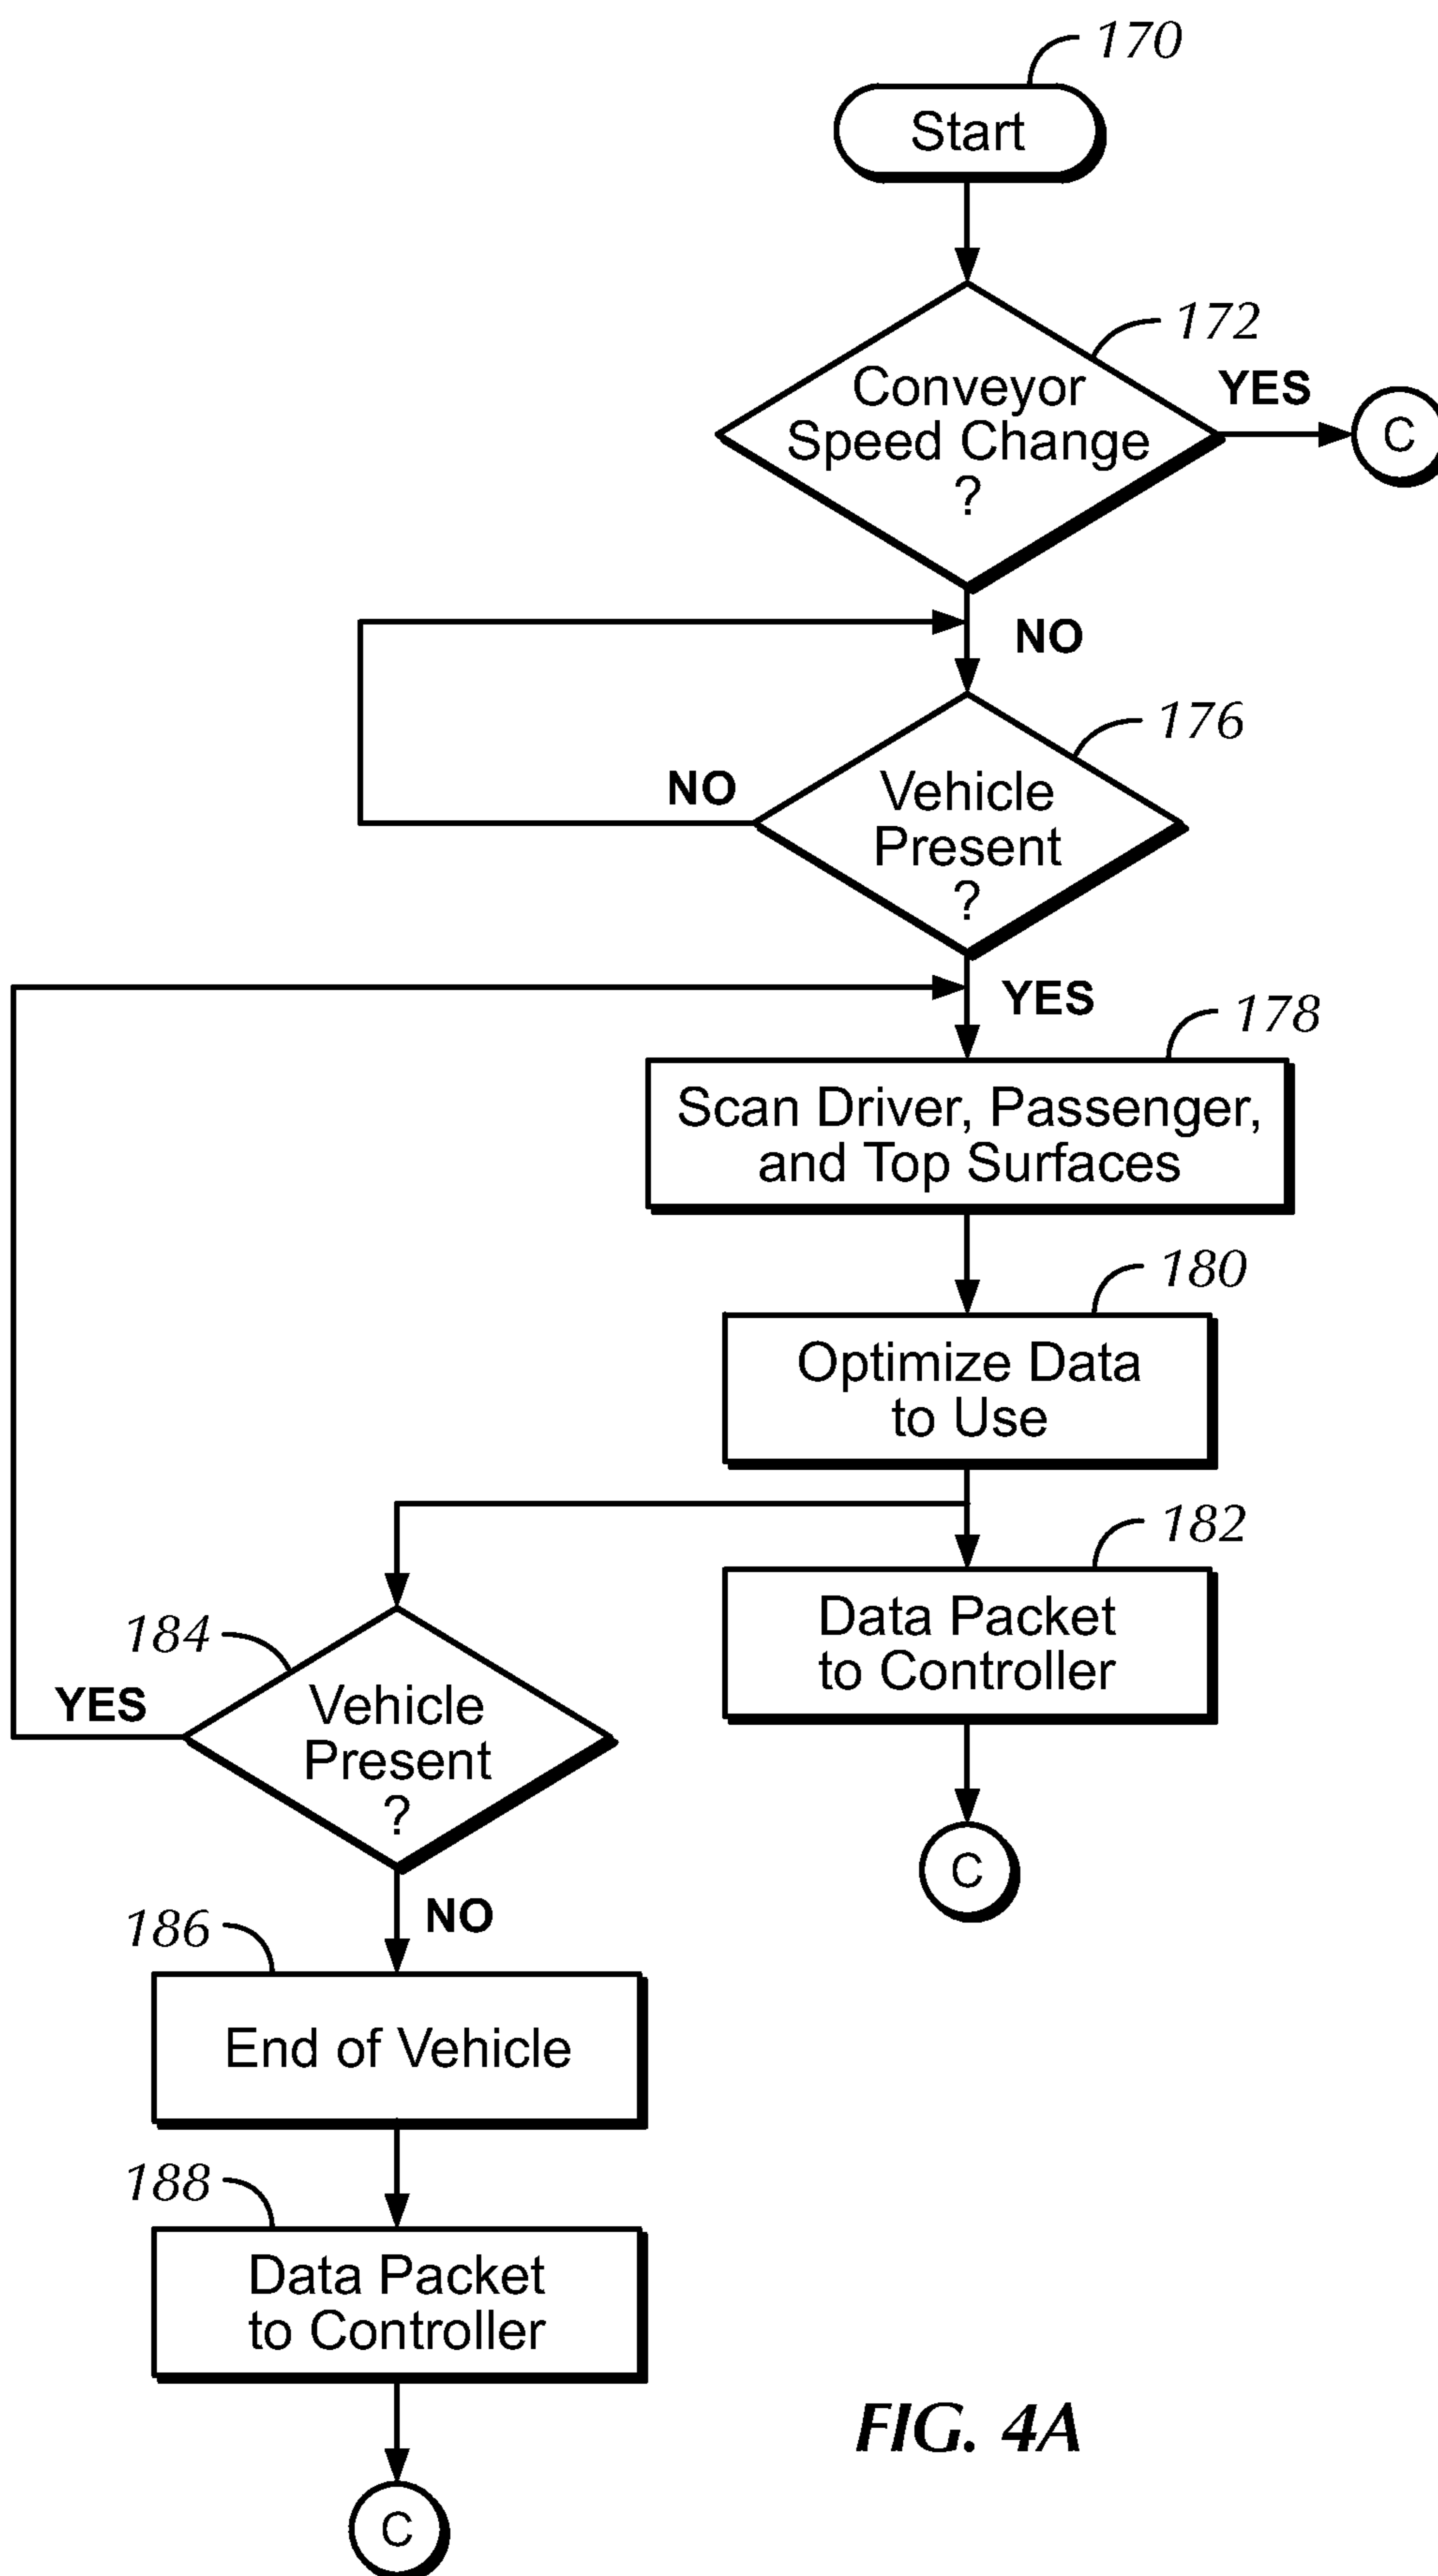 170
Start
172
Conveyor
Speed Change
?
YES
C
NO
176
Vehicle
Present
?
NO
YES
178
Scan Driver, Passenger,
and Top Surfaces
180
Optimize Data
to Use
182
Data Packet
to Controller
C
184
Vehicle
Present
?
YES
NO
186
End of Vehicle
188
Data Packet
to Controller
C
FIG. 4A